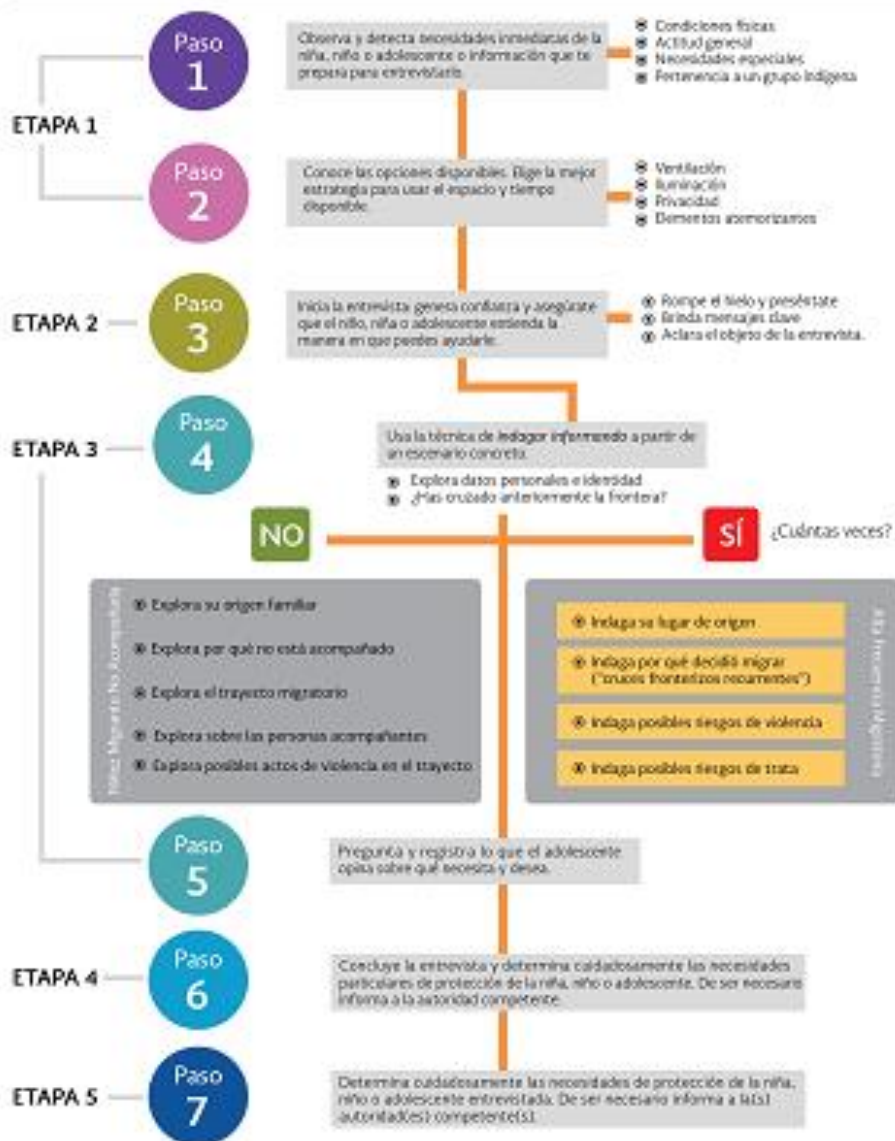 Paso
1
Observa y detecta necesidades inmediatas de la
niña, niño o adolescente o información que te
prepara para entrevistarlo.
Condiciones físicas
Actitud general
Necesidades especiales
Pertenencia a un grupo indígena
ETAPA 1
Paso
2
Conoce las opciones disponibles. Elige la mejor
estrategia para usar el espacio y tiempo
disponible.
Ventilación
Iluminación
Privacidad
Elementos atemorizantes
ETAPA 2
Paso
3
Inicia la entrevista: genera confianza y asegúrate
que el niño, niña o adolescente entienda la
manera en que puedes ayudarle.
Rompe el hielo y preséntate
Brinda mensajes clave
Aclara el objeto de la entrevista.
ETAPA 3
Paso
4
Usa la técnica de indagar informando a partir de
un escenario concreto.
Explora datos personales e identidad
¿Has cruzado anteriormente la frontera?
NO
SÍ
¿Cuántas veces?
Niñez Migrante No Acompañada
Explora su origen familiar
Explora por qué no está acompañado
Explora el trayecto migratorio
Explora sobre las personas acompañantes
Explora posibles actos de violencia en el trayecto
Indaga su lugar de origen
Indaga por qué decidió migrar
("cruces fronterizos recurrentes")
Indaga posibles riesgos de violencia
Indaga posibles riesgos de trata
Alta Frecuencia Migratoria
Paso
5
Pregunta y registra lo que el adolescente
opina sobre qué necesita y desea.
ETAPA 4
Paso
6
Concluye la entrevista y determina cuidadosamente las necesidades
particulares de protección de la niña, niño o adolescente. De ser necesario
informa a la autoridad competente.
ETAPA 5
Paso
7
Determina cuidadosamente las necesidades de protección de la niña,
niño o adolescente entrevistada. De ser necesario informa a la(s)
autoridad(es) competente(s).